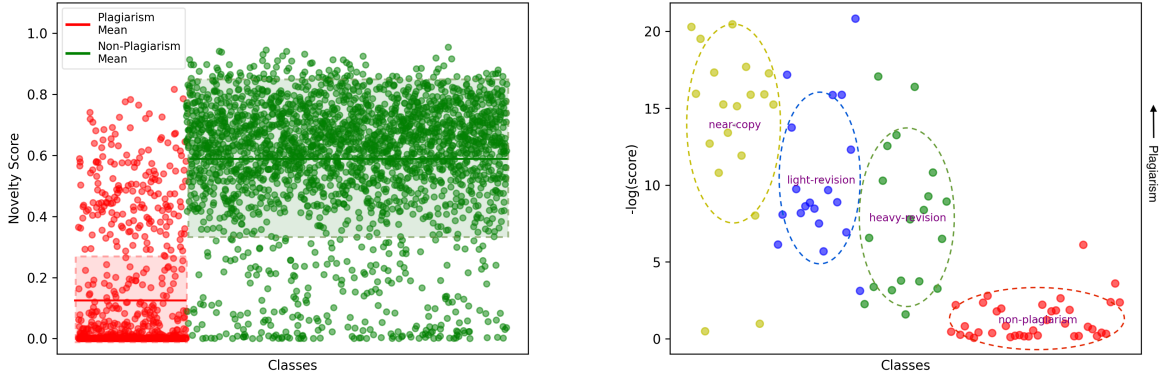 Plagiarism
Mean
Non-Plagiarism
Mean
1.0
0.8
0.6
0.4
0.2
0.0
Novelty Score
Classes
20
15
10
5
0
-log(score)
near-copy
light-revision
heavy-revision
non-plagiarism
Classes
Plagiarism